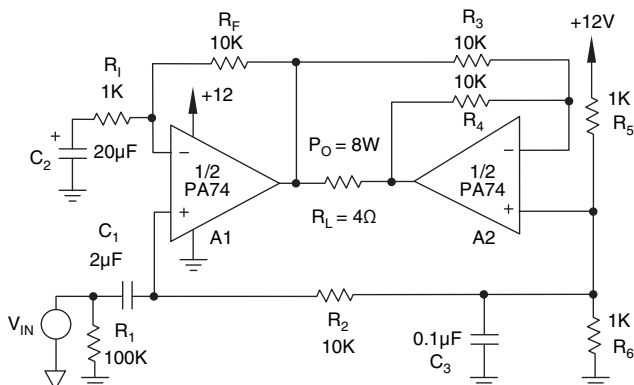 R_F
10K
R_3
10K
+12V
R_I
1K
+12
10K
R_4
1K
R_5
+
C_2
20µF
−
1/2
PA74
+
A1
P_O = 8W
R_L = 4Ω
−
1/2
PA74
+
A2
C_1
2µF
V_IN
R_1
100K
R_2
10K
0.1µF
C_3
1K
R_6